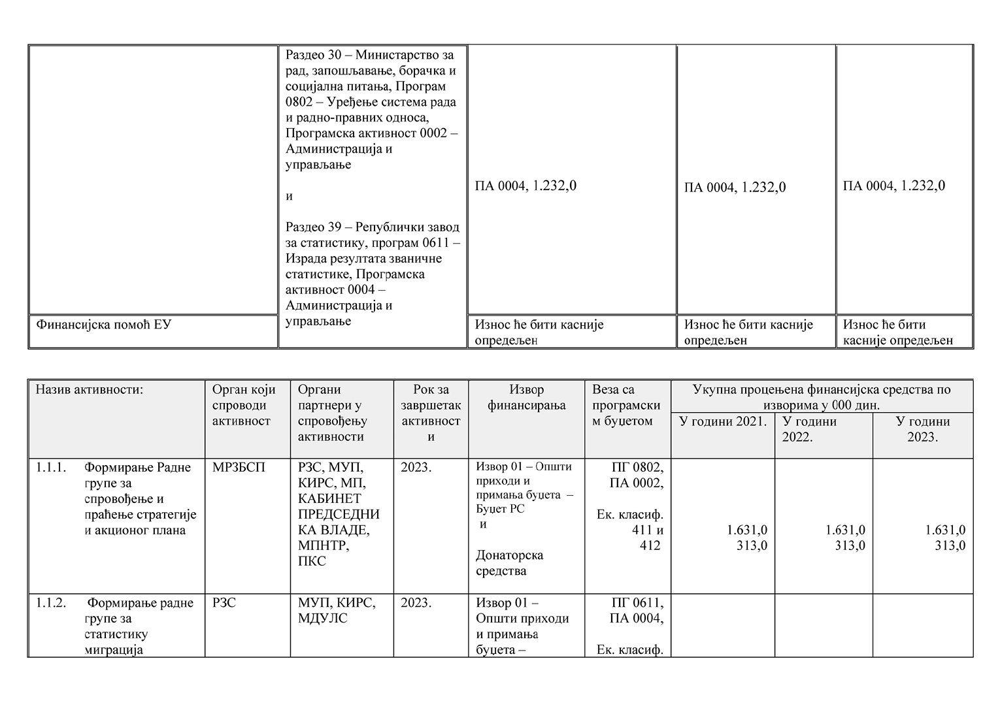 Раздео 30 – Министарство за
рад, запошљавање, борачка и
социјална питања, Програм
0802 – Уређење система рада
и радно-правних односа,
Програмска активност 0002 –
Администрација и
управљање
и
Раздео 39 – Републички завод
за статистику, програм 0611 –
Израда резултата званичне
статистике, Програмска
активност 0004 –
Администрација и
управљање
ПА 0004, 1.232,0
ПА 0004, 1.232,0
ПА 0004, 1.232,0
Финансијска помоћ ЕУ
Износ ће бити касније
опредељен
Износ ће бити касније
опредељен
Износ ће бити
касније опредељен
Назив активности:
Орган који
спроводи
активност
Органи
партнери у
спровођењу
активности
Рок за
завршетак
активност
и
Извор
финансирања
Веза са
програмски
м буџетом
Укупна процењена финансијска средства по
изворима у 000 дин.
У години 2021.
У години
2022.
У години
2023.
1.1.1. Формирање Радне
групе за
спровођење и
праћење стратегије
и акционог плана
МРЗБСП
РЗС, МУП,
КИРС, МП,
КАБИНЕТ
ПРЕДСЕДНИ
КА ВЛАДЕ,
МПНТР,
ПКС
2023.
Извор 01 – Општи
приходи и
примања буџета –
Буџет РС
и
Донаторска
средства
ПГ 0802,
ПА 0002,
Ек. класиф.
411 и
412
1.631,0
313,0
1.631,0
313,0
1.631,0
313,0
1.1.2. Формирање радне
групе за
статистику
миграција
РЗС
МУП, КИРС,
МДУЛС
2023.
Извор 01 –
Општи приходи
и примања
буџета –
ПГ 0611,
ПА 0004,
Ек. класиф.